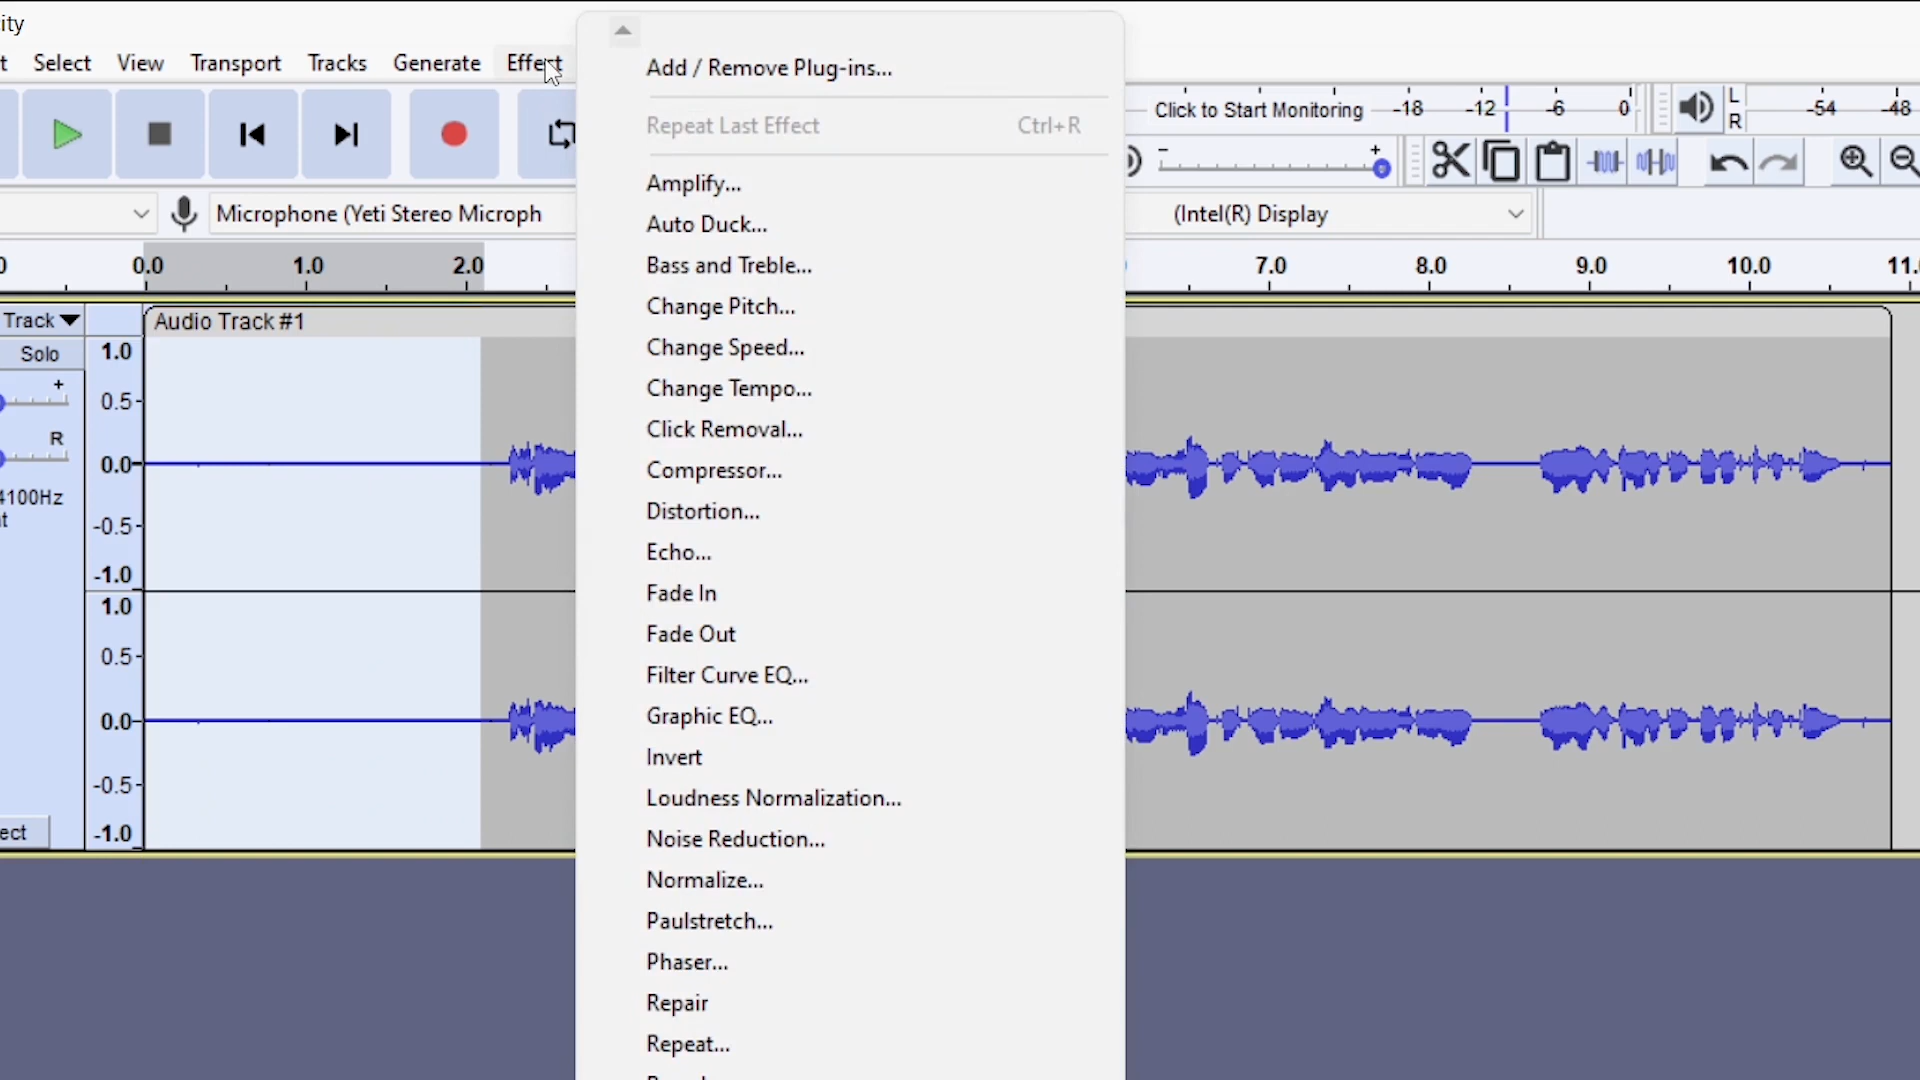 ity
t Select View Transport Tracks Generate Effect
Add / Remove Plug-ins...
Repeat Last Effect Ctrl+R
Amplify...
Auto Duck...
Bass and Treble...
Change Pitch...
Change Speed...
Change Tempo...
Click Removal...
Compressor...
Distortion...
Echo...
Fade In
Fade Out
Filter Curve EQ...
Graphic EQ...
Invert
Loudness Normalization...
Noise Reduction...
Normalize...
Paulstretch...
Phaser...
Repair
Repeat...
Click to Start Monitoring -18 -12 -6 0
L
R
-54 -48
- +
Microphone (Yeti Stereo Microph
(Intel(R) Display
0 0.0 1.0 2.0 7.0 8.0 9.0 10.0 11.
Track
Audio Track #1
Solo
+
R
4100Hz
t
ect
1.0
0.5
0.0
-0.5
-1.0
1.0
0.5
0.0
-0.5
-1.0